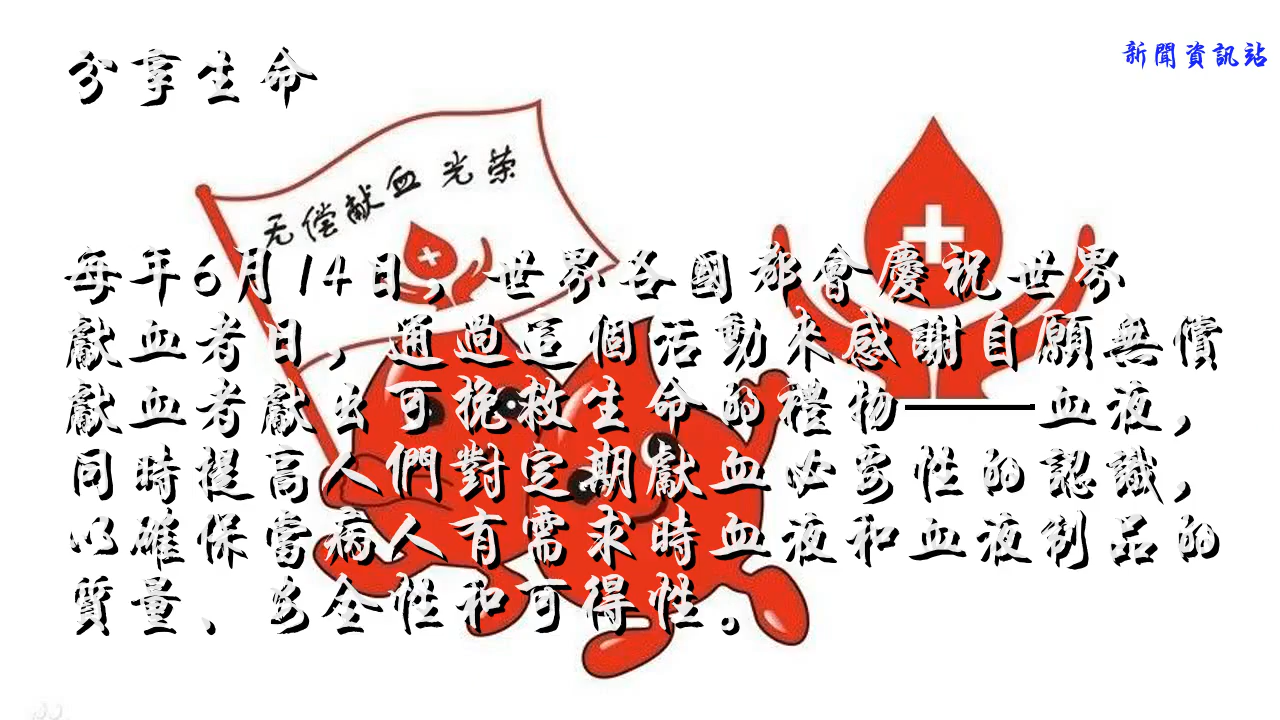 分享生命
新聞資訊站
无偿献血 光荣
每年6月14日，世界各國都會慶祝世界
獻血者日，通過這個活動來感謝自願無償
獻血者獻出可挽救生命的禮物——血液，
同時提高人們對定期獻血必要性的認識，
以確保當病人有需求時血液和血液制品的
質量、安全性和可得性。